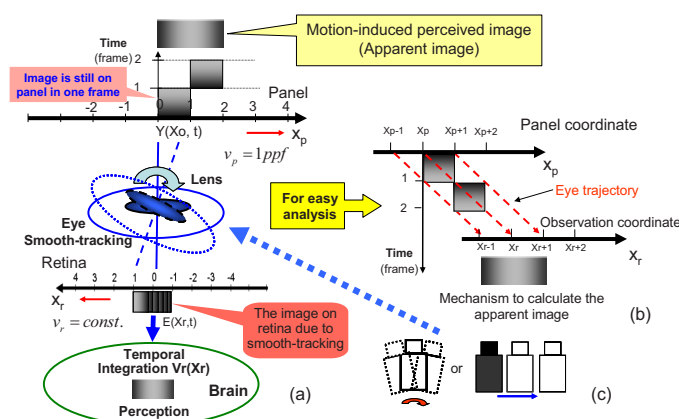 Motion-induced perceived image
(Apparent image)
Time
(frame)
2
1
Image is still on
panel in one frame
Panel
-2 -1 0 1 2 3 4
Y(Xo, t)
x_p
v_p = 1ppf
Lens
Eye
Smooth-tracking
For easy
analysis
Retina
4 3 2 1 0 -1 -2 -3 -4
x_r
v_r = const.
E(Xr,t)
The image on
retina due to
smooth-tracking
Temporal
Integration Vr(Xr)
Brain
Perception
(a)
Xp-1 Xp Xp+1 Xp+2
Panel coordinate
x_p
1
2
Eye trajectory
Observation coordinate
Time
(frame)
Xr-1 Xr Xr+1 Xr+2
x_r
Mechanism to calculate the
apparent image
(b)
or
(c)